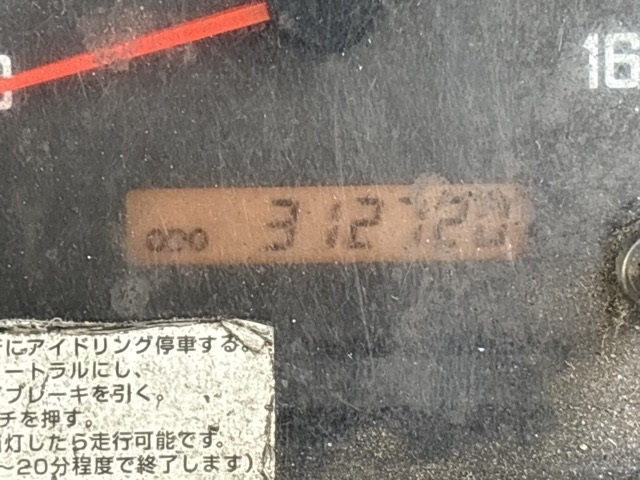 16
ODO 312723
にアイドリング停車する。
ートラルにし、
ブレーキを引く。
チを押す。
灯したら走行可能です。
～20分程度で終了します)